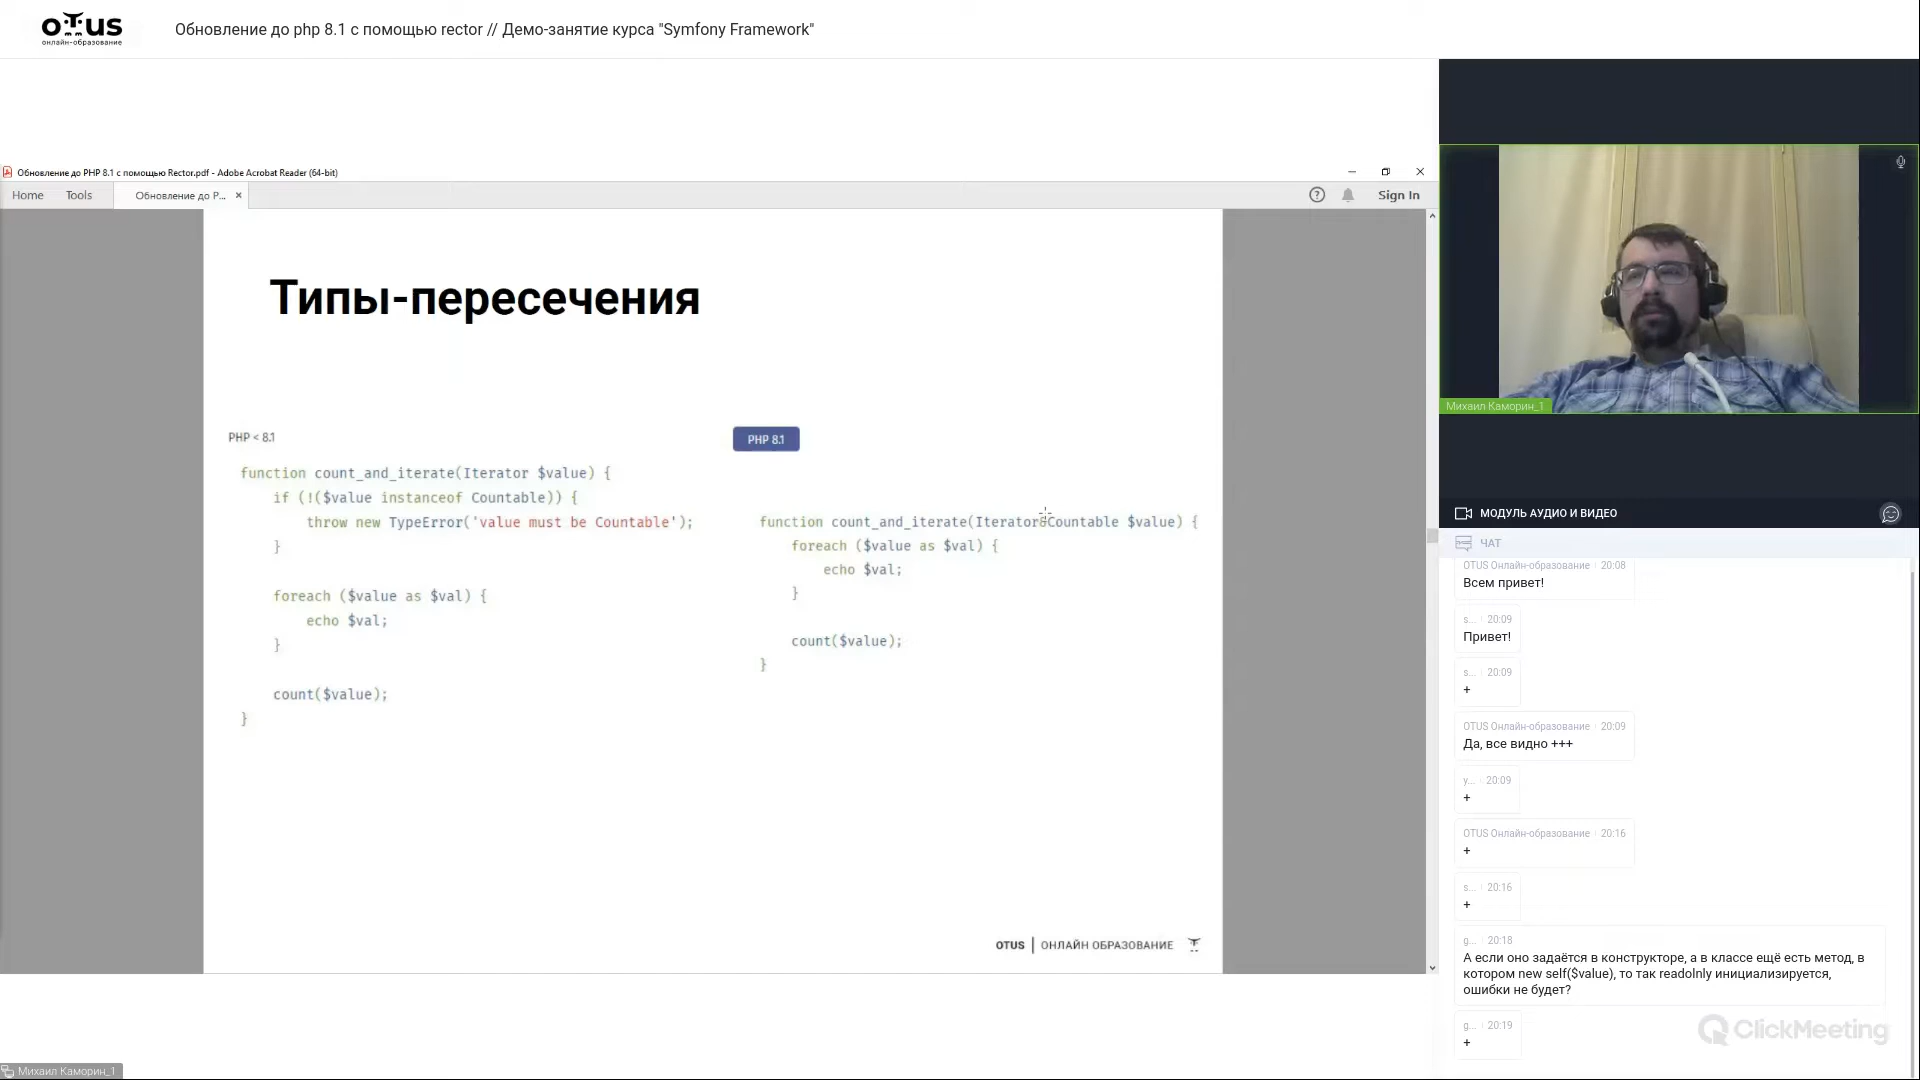 отus
онлайн-образование
Обновление до php 8.1 с помощью rector // Демо-занятие курса "Symfony Framework"
Обновление до PHP 8.1 с помощью Rector.pdf - Adobe Acrobat Reader (64-bit)
Home
Tools
Обновление до P...
Sign In
Типы-пересечения
PHP < 8.1
function count_and_iterate(Iterator $value) {
if (!($value instanceof Countable)) {
throw new TypeError('value must be Countable');
}
foreach ($value as $val) {
echo $val;
}
count($value);
}
PHP 8.1
function count_and_iterate(Iterator&Countable $value) {
foreach ($value as $val) {
echo $val;
}
count($value);
}
OTUS | ОНЛАЙН ОБРАЗОВАНИЕ
Михаил Каморин_1
Михаил Каморин_1
МОДУЛЬ АУДИО И ВИДЕО
ЧАТ
OTUS Онлайн-образование 20:08
Всем привет!
s... 20:09
Привет!
s... 20:09
+
OTUS Онлайн-образование 20:09
Да, все видно +++
y... 20:09
+
OTUS Онлайн-образование 20:16
+
s... 20:16
+
g... 20:18
А если оно задаётся в конструкторе, а в классе ещё есть метод, в
котором new self($value), то так readolnly инициализируется,
ошибки не будет?
g... 20:19
+
ClickMeeting